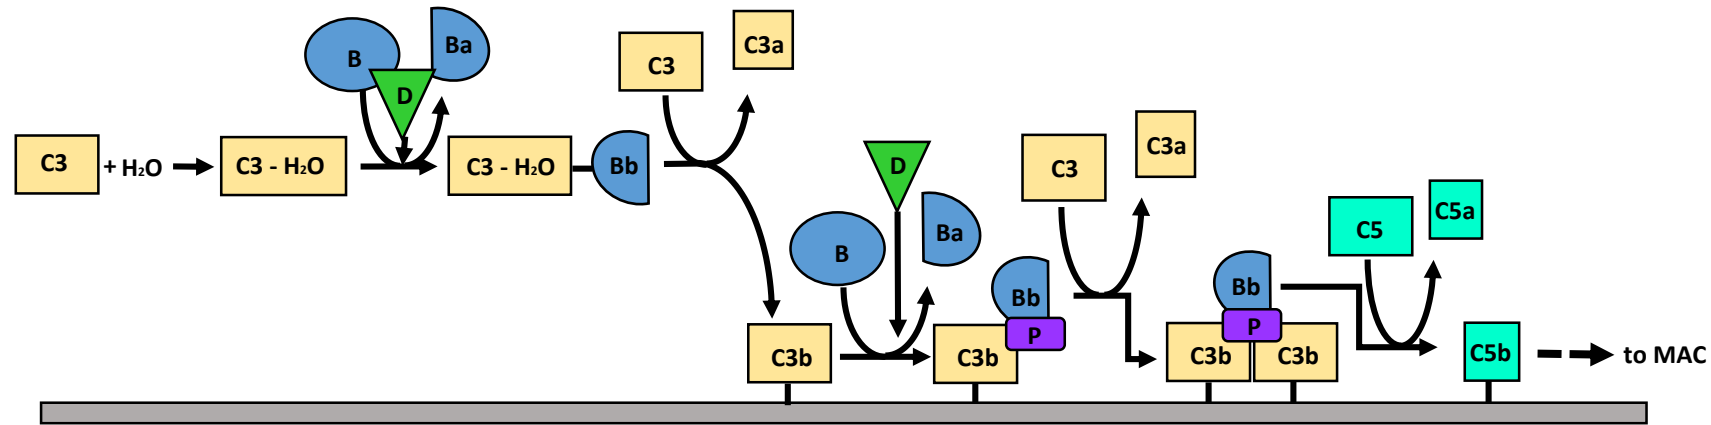 C3 + H₂O
C3 - H₂O
B
D
Ba
C3 - H₂O
Bb
C3
C3a
C3b
B
D
Ba
C3b
Bb
P
C3
C3a
C3b
Bb
P
C3b
C5
C5a
C5b
to MAC